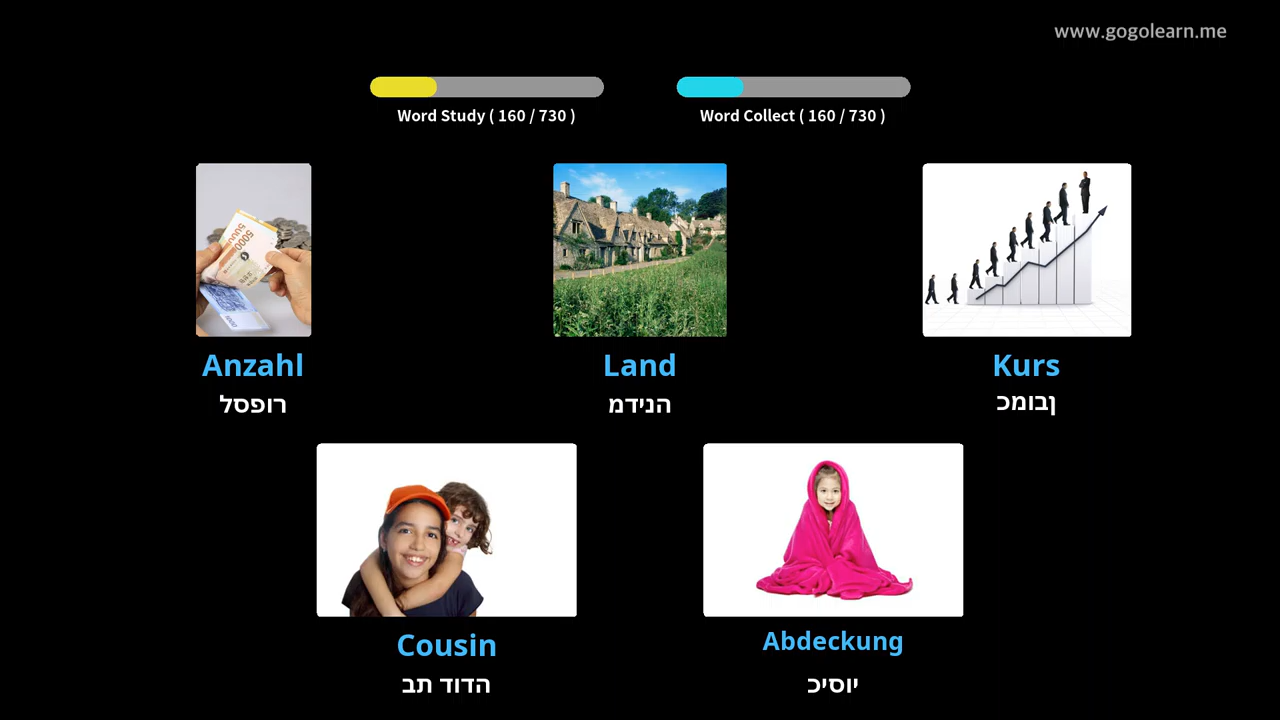 www.gogolearn.me
Word Study ( 160 / 730 )
Word Collect ( 160 / 730 )
Anzahl
רופסל
Land
הנידמ
Kurs
ןבומכ
Cousin
הדוד תב
Abdeckung
יוסיכ